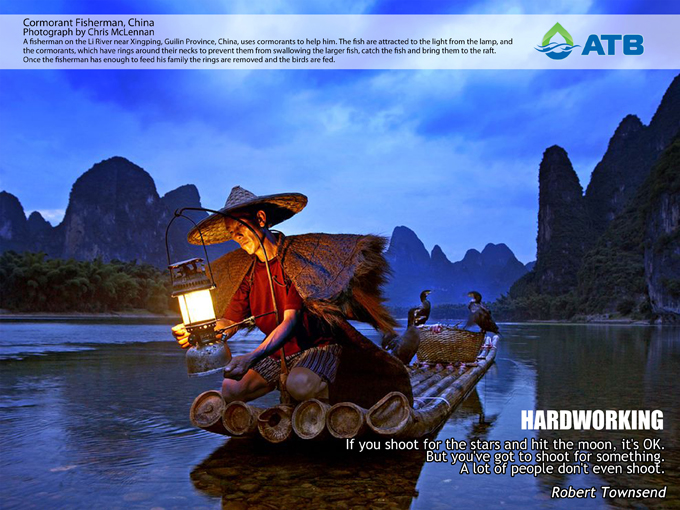 Cormorant Fisherman, China
Photograph by Chris McLennan
A fisherman on the Li River near Xingping, Guilin Province, China, uses cormorants to help him. The fish are attracted to the light from the lamp, and
the cormorants, which have rings around their necks to prevent them from swallowing the larger fish, catch the fish and bring them to the raft.
Once the fisherman has enough to feed his family the rings are removed and the birds are fed.
ATB
HARDWORKING
If you shoot for the stars and hit the moon, it's OK.
But you've got to shoot for something.
A lot of people don't even shoot.
Robert Townsend